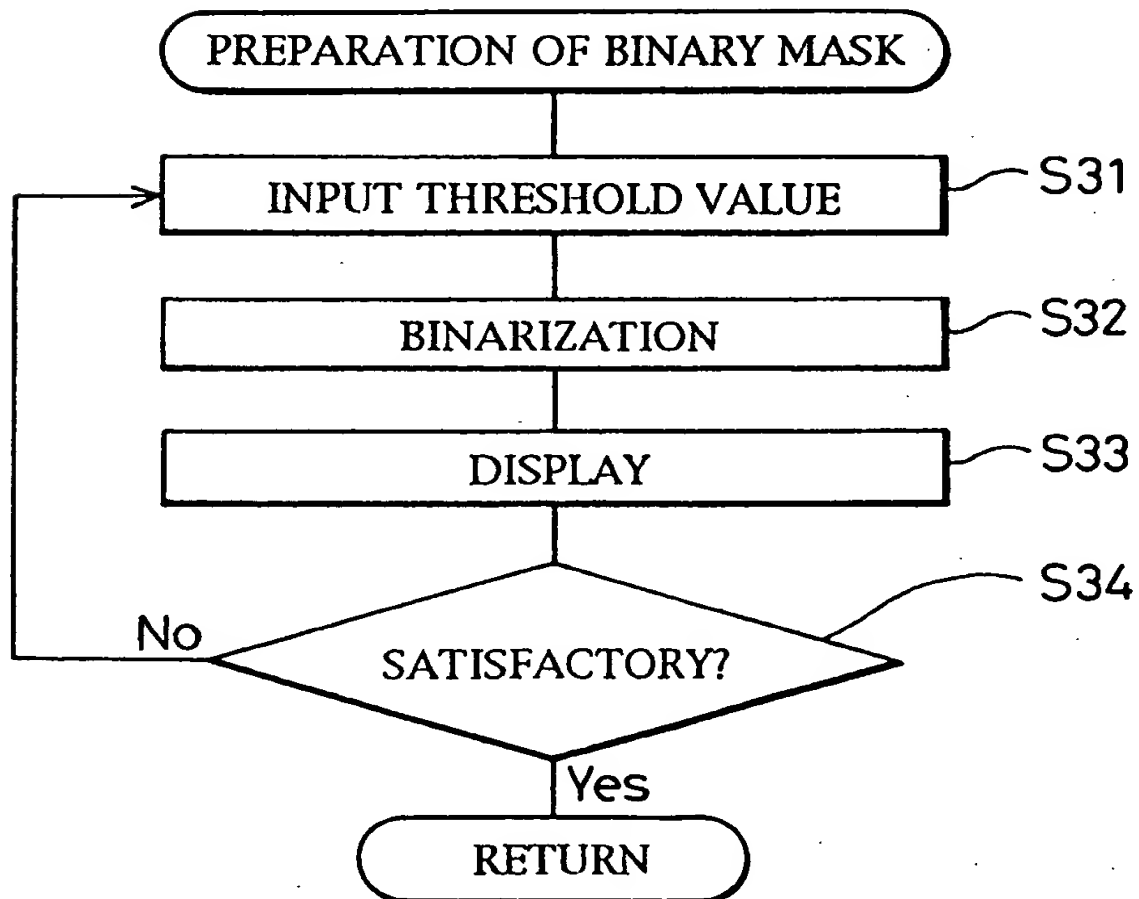 PREPARATION OF BINARY MASK
INPUT THRESHOLD VALUE
S31
BINARIZATION
S32
DISPLAY
S33
S34
No
SATISFACTORY?
Yes
RETURN